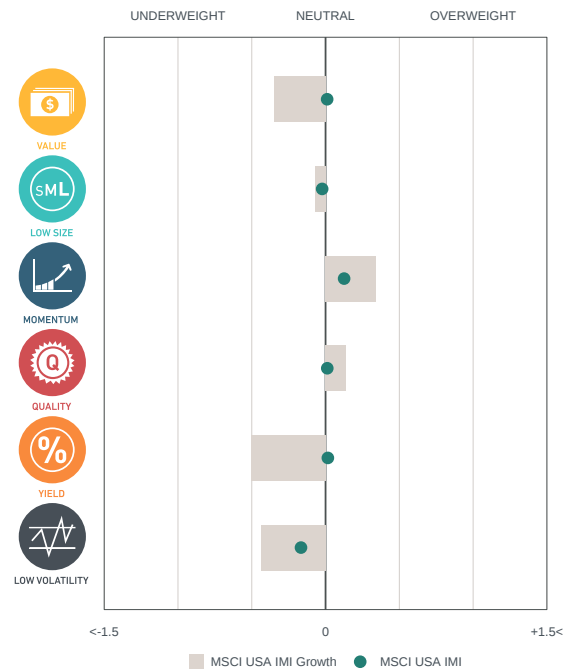 UNDERWEIGHT NEUTRAL OVERWEIGHT
$
VALUE
SML
LOW SIZE
MOMENTUM
Q
QUALITY
%
YIELD
LOW VOLATILITY
<-1.5 0 +1.5<
MSCI USA IMI Growth MSCI USA IMI